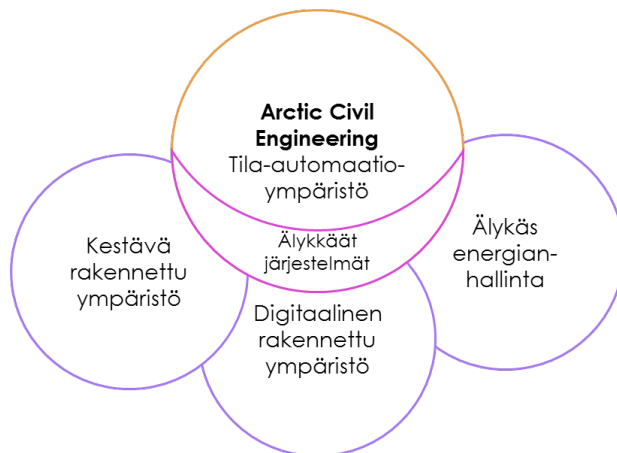 Arctic Civil
Engineering
Tila-automaatio-
ympäristö
Älykkäät
järjestelmät
Kestävä
rakennettu
ympäristö
Digitaalinen
rakennettu
ympäristö
Älykäs
energian-
hallinta